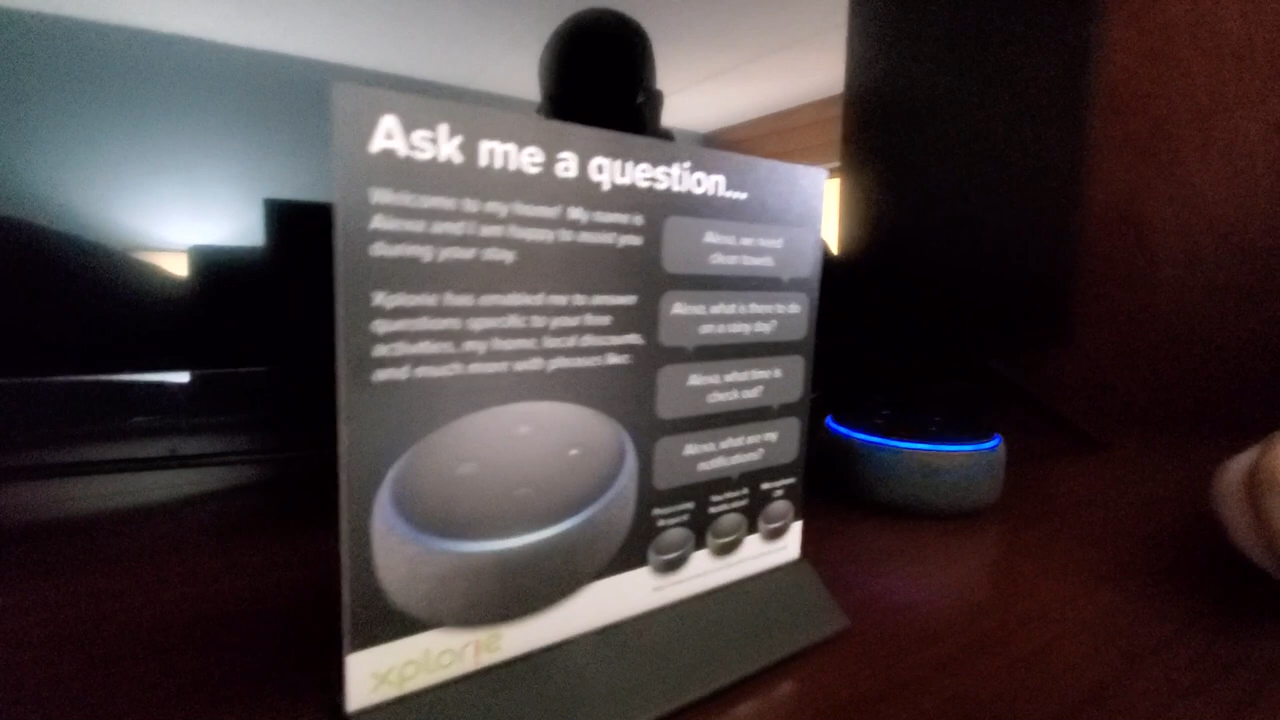 Ask me a question...
Welcome to my home! My name is
Alexa and I am happy to assist you
during your stay.
Xplorie has enabled me to answer
questions specific to your free
activities, my home, local discounts,
and much more with phrases like:
Alexa, we need
clean towels.
Alexa, what is there to do
on a rainy day?
Alexa, what time is
check out?
Alexa, what are my
notifications?
xplorie